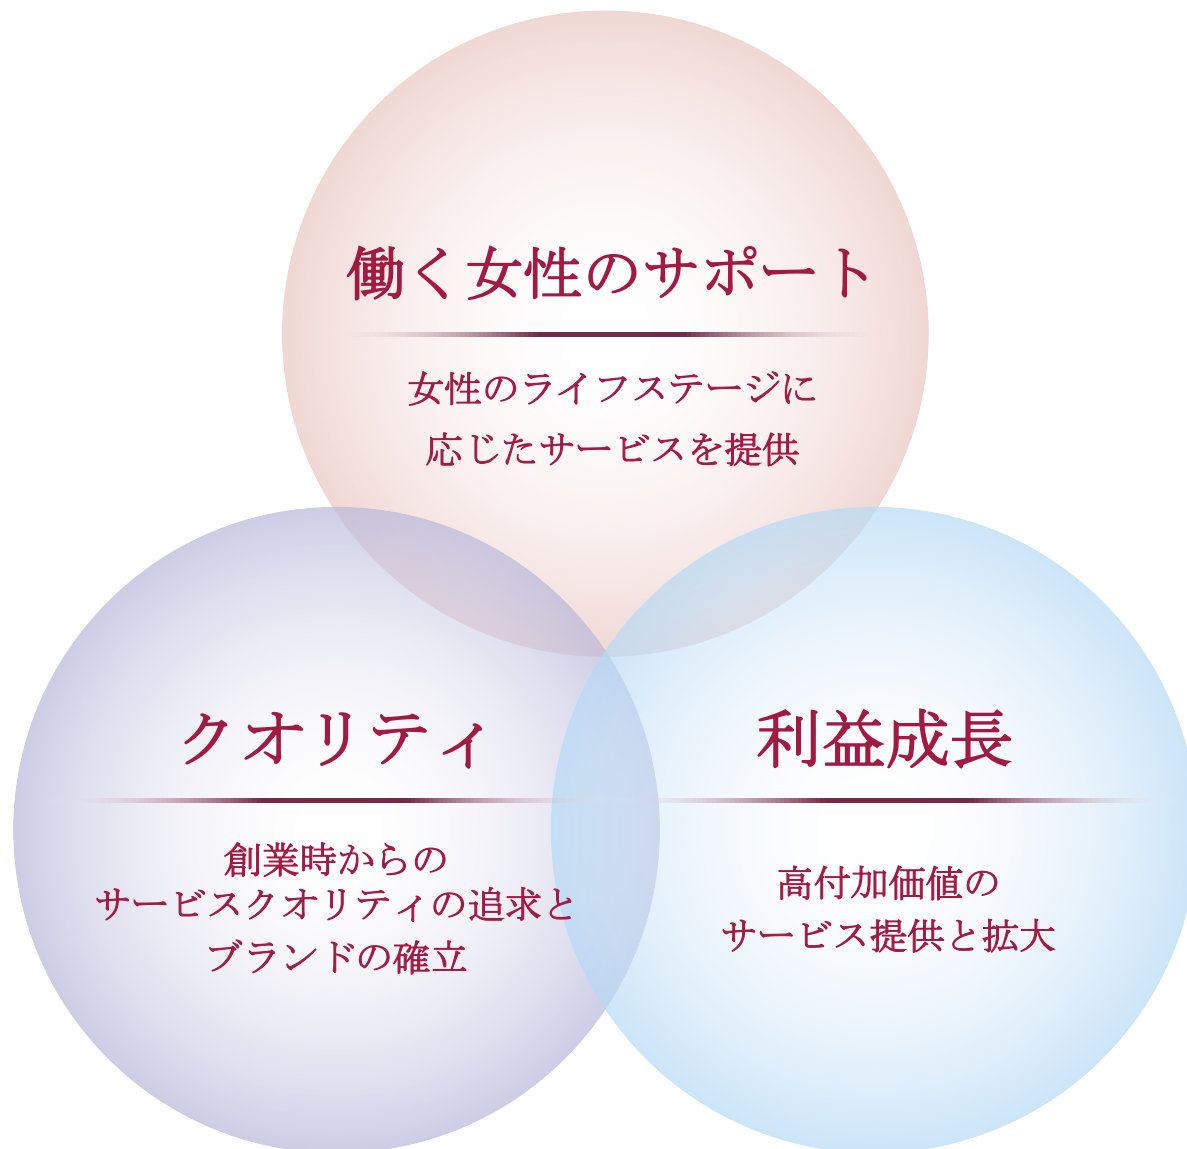 働く女性のサポート
女性のライフステージに
応じたサービスを提供
クオリティ
創業時からの
サービスクオリティの追求と
ブランドの確立
利益成長
高付加価値の
サービス提供と拡大